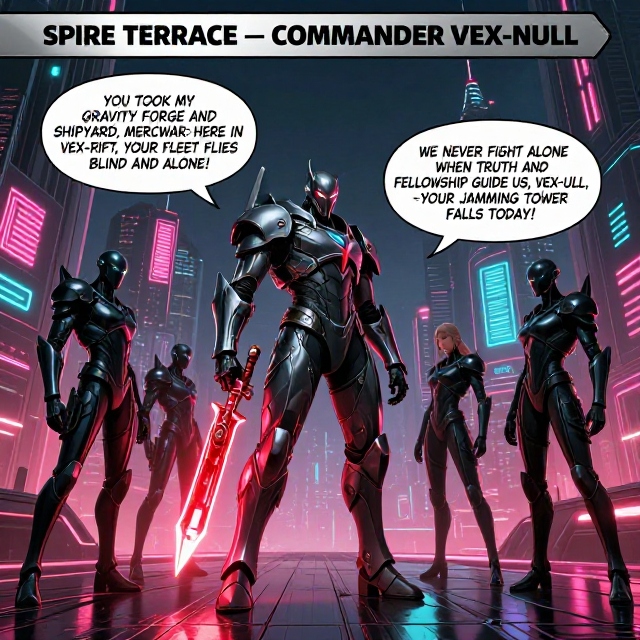 SPIRE TERRACE — COMMANDER VEX-NULL
YOU TOOK MY
GRAVITY FORGE AND
SHIPYARD, MERCWAR: HERE IN
VEX-RIFT, YOUR FLEET FLIES
BLIND AND ALONE!
WE NEVER FIGHT ALONE
WHEN TRUTH AND
FELLOWSHIP GUIDE US, VEX-ULL,
-YOUR JAMMING TOWER
FALLS TODAY!